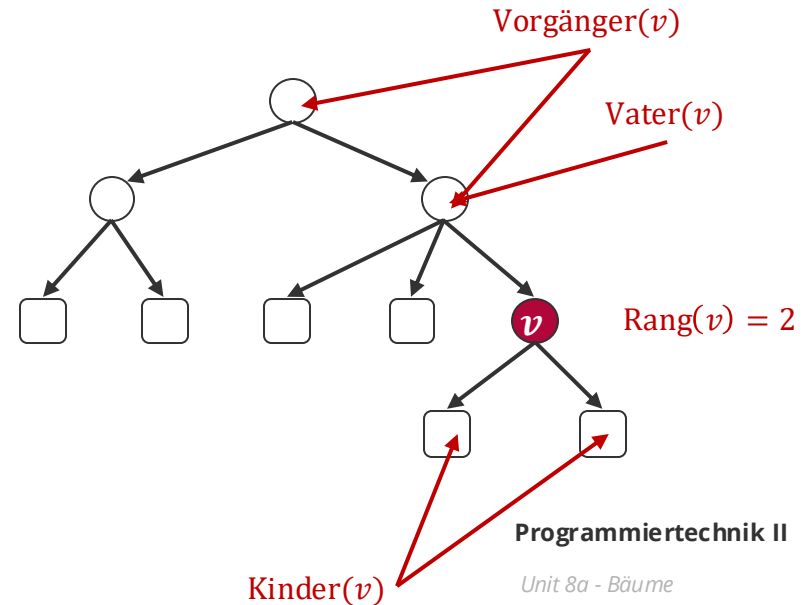 Vorgänger(v)
Vater(v)
v
Rang(v) = 2
Programmiertechnik II
Kinder(v)
Unit 8a - Bäume